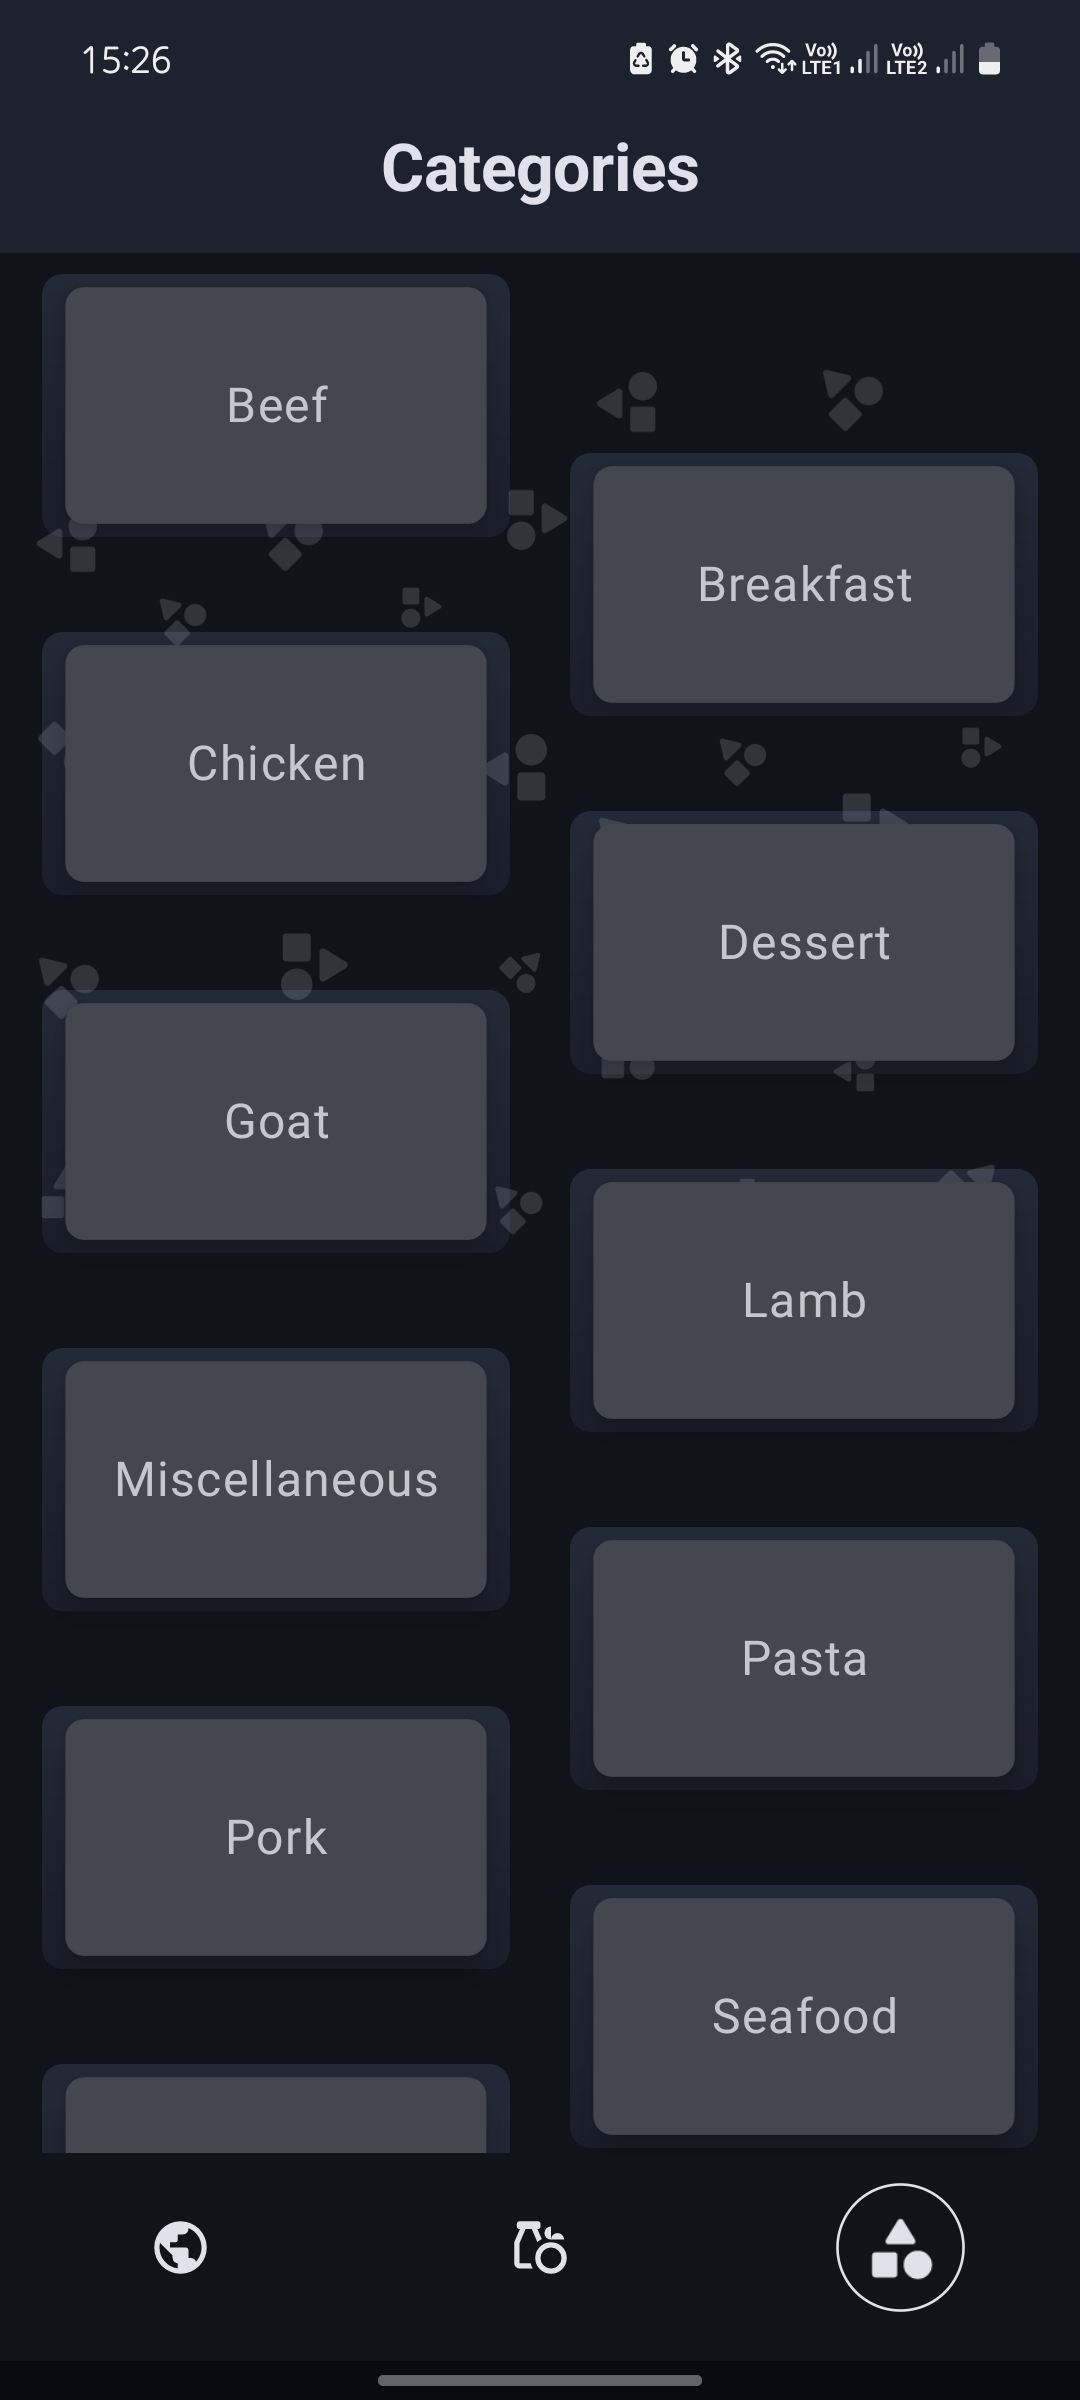 15:26
Vo)) LTE1 Vo)) LTE2
Categories
Beef
Breakfast
Chicken
Dessert
Goat
Lamb
Miscellaneous
Pasta
Pork
Seafood